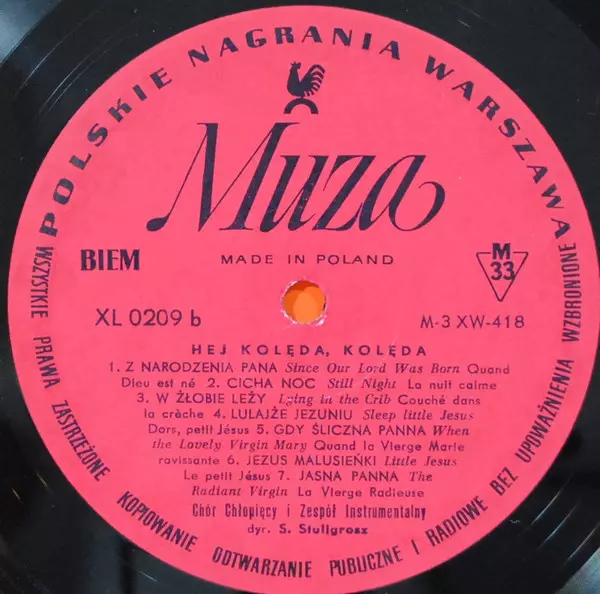 POLSKIE NAGRANIA WARSZAWA
Muza
BIEM
MADE IN POLAND
M
33
XL 0209 b
M-3 XW-418
HEJ KOLĘDA, KOLĘDA
1. Z NARODZENIA PANA Since Our Lord Was Born Quand
Dieu est né 2. CICHA NOC Still Night La nuit calme
3. W ŻŁOBIE LEŻY Lying in the Crib Couché dans
la crèche 4. LULAJŻE JEZUNIU Sleep little Jesus
Dors, petit Jésus 5. GDY ŚLICZNA PANNA When
the Lovely Virgin Mary Quand la Vierge Marie
ravissante 6. JEZUS MALUSIEŃKI Little Jesus
Le petit Jésus 7. JASNA PANNA The
Radiant Virgin La Vierge Radieuse
Chór Chłopięcy i Zespół Instrumentalny
dyr. S. Stuligrosz
WSZYSTKIE PRAWA ZASTRZEŻONE KOPIOWANIE ODTWARZANIE PUBLICZNE I RADIOWE BEZ UPOWAŻNIENIA WZBRONIONE